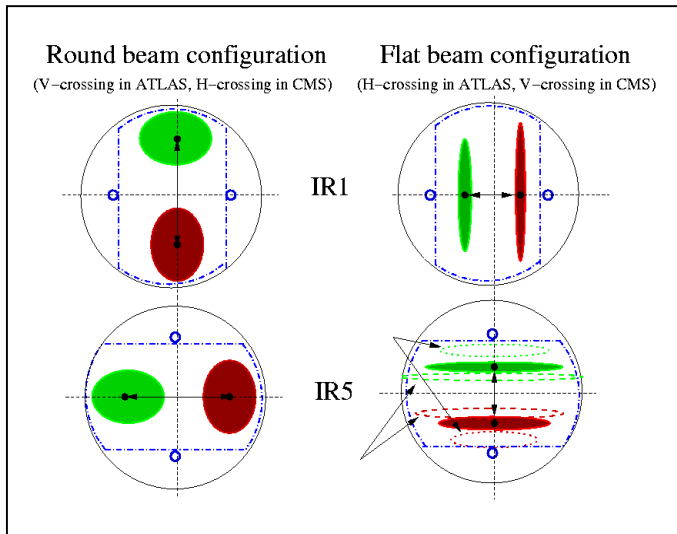 Round beam configuration
(V−crossing in ATLAS, H−crossing in CMS)
Flat beam configuration
(H−crossing in ATLAS, V−crossing in CMS)
IR1
IR5